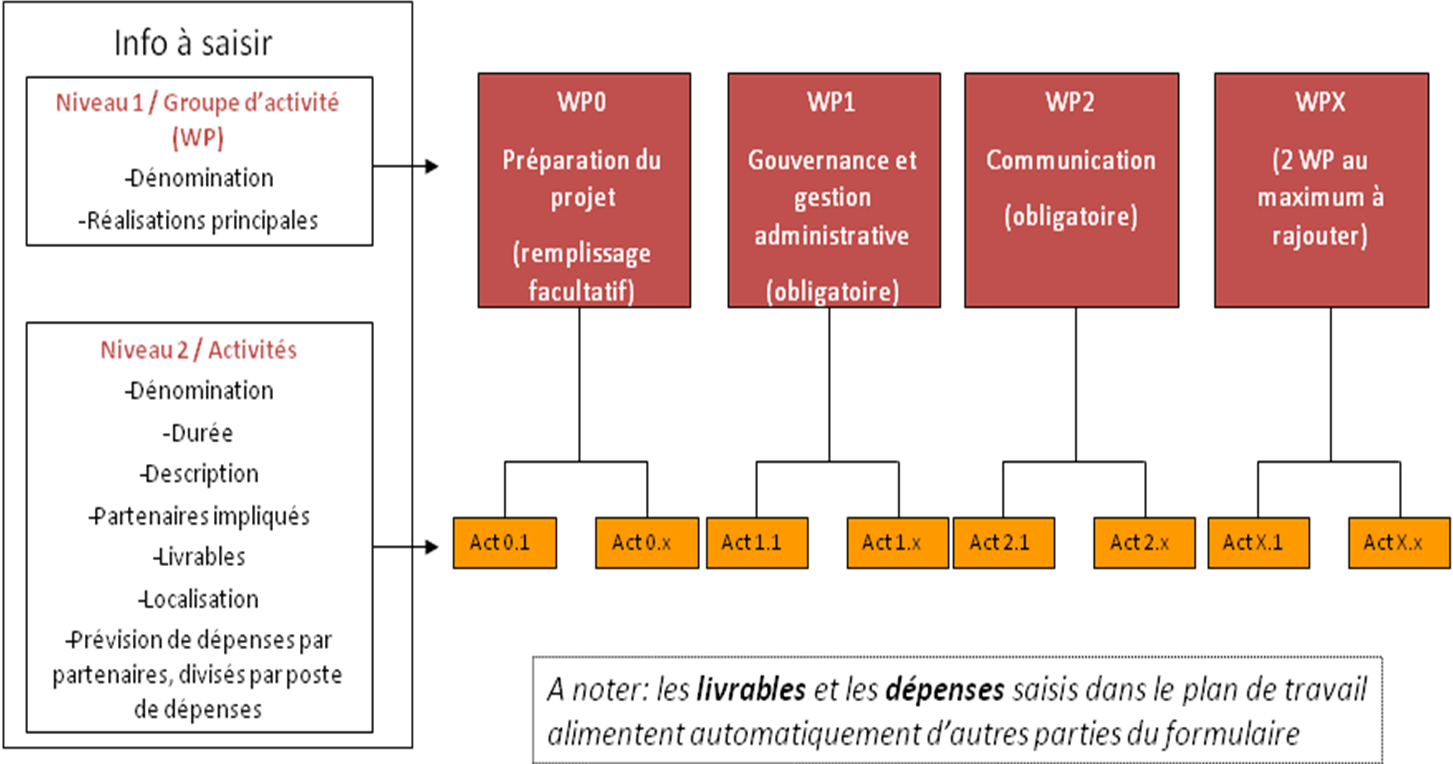 Info à saisir
Niveau 1 / Groupe d'activité
(WP)
-Dénomination
-Réalisations principales
Niveau 2 / Activités
-Dénomination
-Durée
-Description
-Partenaires impliqués
-Livrables
-Localisation
-Prévision de dépenses par
partenaires, divisés par poste
de dépenses
WP0
Préparation du
projet
(remplissage
facultatif)
WP1
Gouvernance et
gestion
administrative
(obligatoire)
WP2
Communication
(obligatoire)
WPX
(2 WP au
maximum à
rajouter)
Act 0.1
Act 0.x
Act 1.1
Act 1.x
Act 2.1
Act 2.x
Act X.1
Act X.x
A noter: les livrables et les dépenses saisis dans le plan de travail
alimentent automatiquement d'autres parties du formulaire